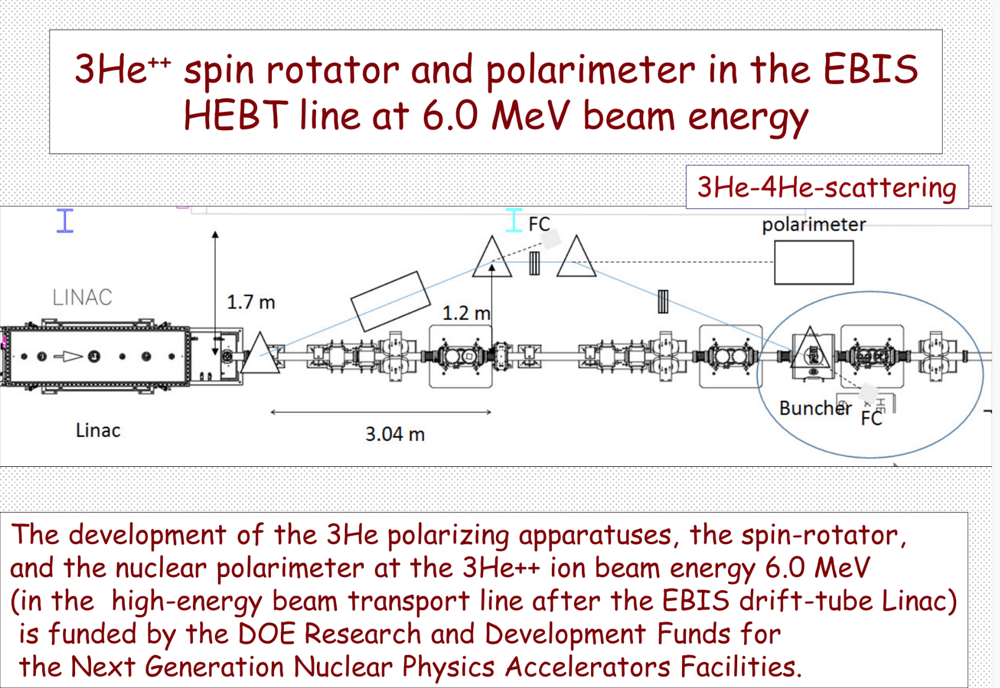 3He++ spin rotator and polarimeter in the EBIS
HEBT line at 6.0 MeV beam energy
3He-4He-scattering
FC
polarimeter
LINAC
1.7 m
1.2 m
Buncher
FC
HE
Linac
3.04 m
The development of the 3He polarizing apparatuses, the spin-rotator,
and the nuclear polarimeter at the 3He++ ion beam energy 6.0 MeV
(in the high-energy beam transport line after the EBIS drift-tube Linac)
is funded by the DOE Research and Development Funds for
the Next Generation Nuclear Physics Accelerators Facilities.